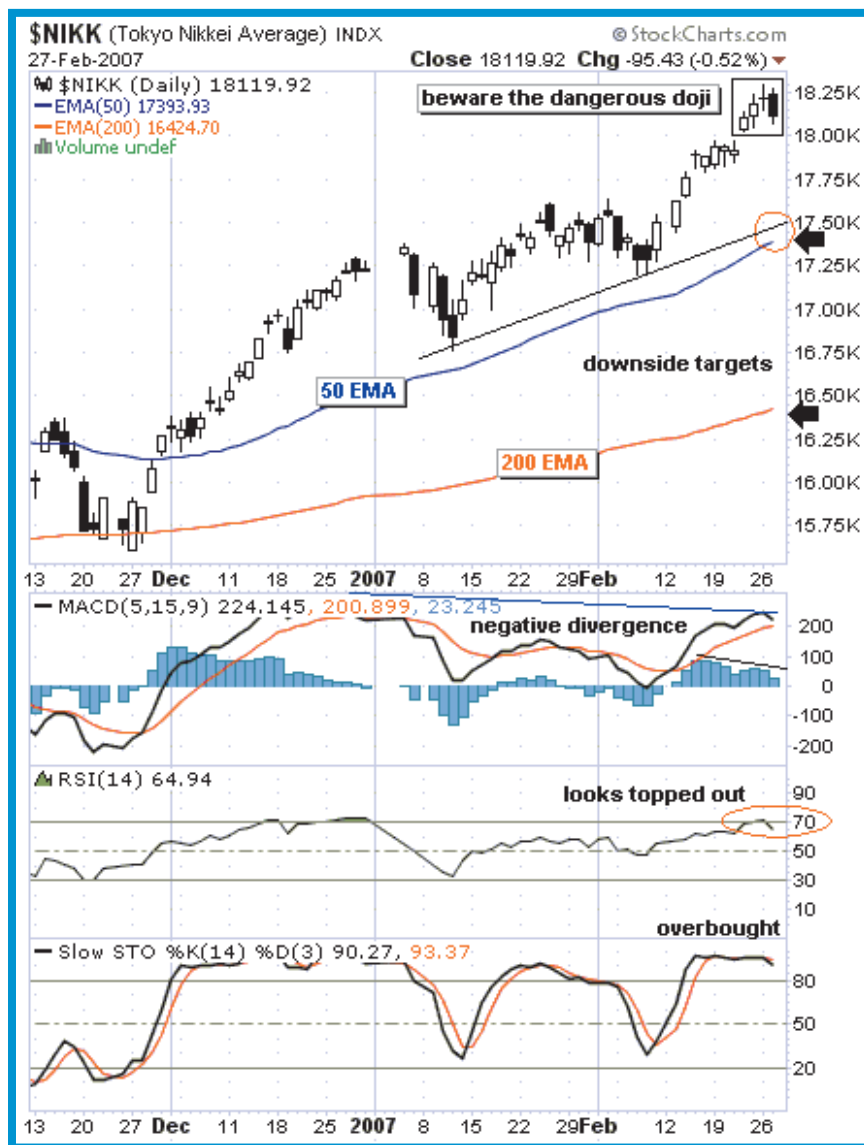 $NIKK (Tokyo Nikkei Average) INDX © StockCharts.com
27-Feb-2007 Close 18119.92 Chg -95.43 (-0.52%)
$NIKK (Daily) 18119.92
EMA(50) 17393.93
EMA(200) 16424.70
Volume undef
beware the dangerous doji
18.25K
18.00K
17.75K
17.50K
17.25K
17.00K
16.75K
16.50K
16.25K
16.00K
15.75K
downside targets
50 EMA
200 EMA
13 20 27 Dec 11 18 25 2007 8 15 22 29 Feb 12 19 26
MACD(5,15,9) 224.145, 200.899, 23.245
negative divergence
200
100
0
-100
-200
RSI(14) 64.94
looks topped out
90
70
50
30
10
overbought
Slow STO %K(14) %D(3) 90.27, 93.37
80
50
20
13 20 27 Dec 11 18 25 2007 8 15 22 29 Feb 12 19 26